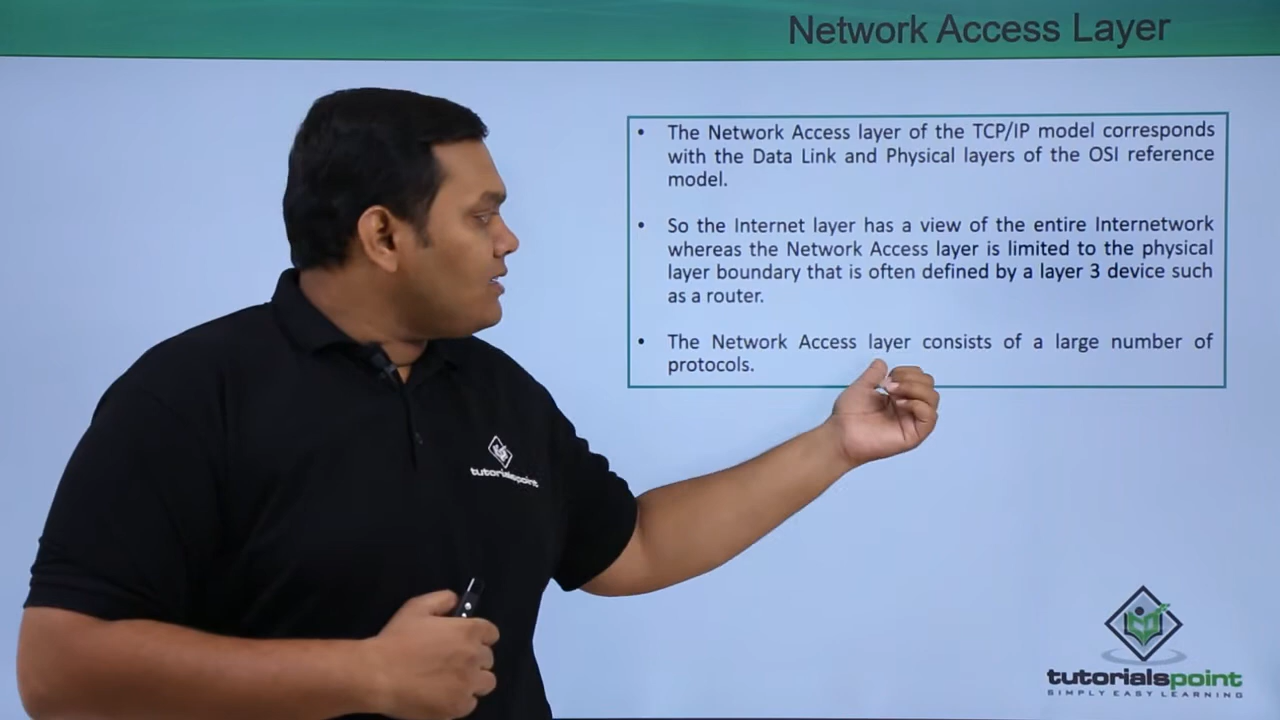 Network Access Layer
• The Network Access layer of the TCP/IP model corresponds
with the Data Link and Physical layers of the OSI reference
model.
• So the Internet layer has a view of the entire Internetwork
whereas the Network Access layer is limited to the physical
layer boundary that is often defined by a layer 3 device such
as a router.
• The Network Access layer consists of a large number of
protocols.
tutorialspoint
tutorialspoint
SIMPLY EASY LEARNING